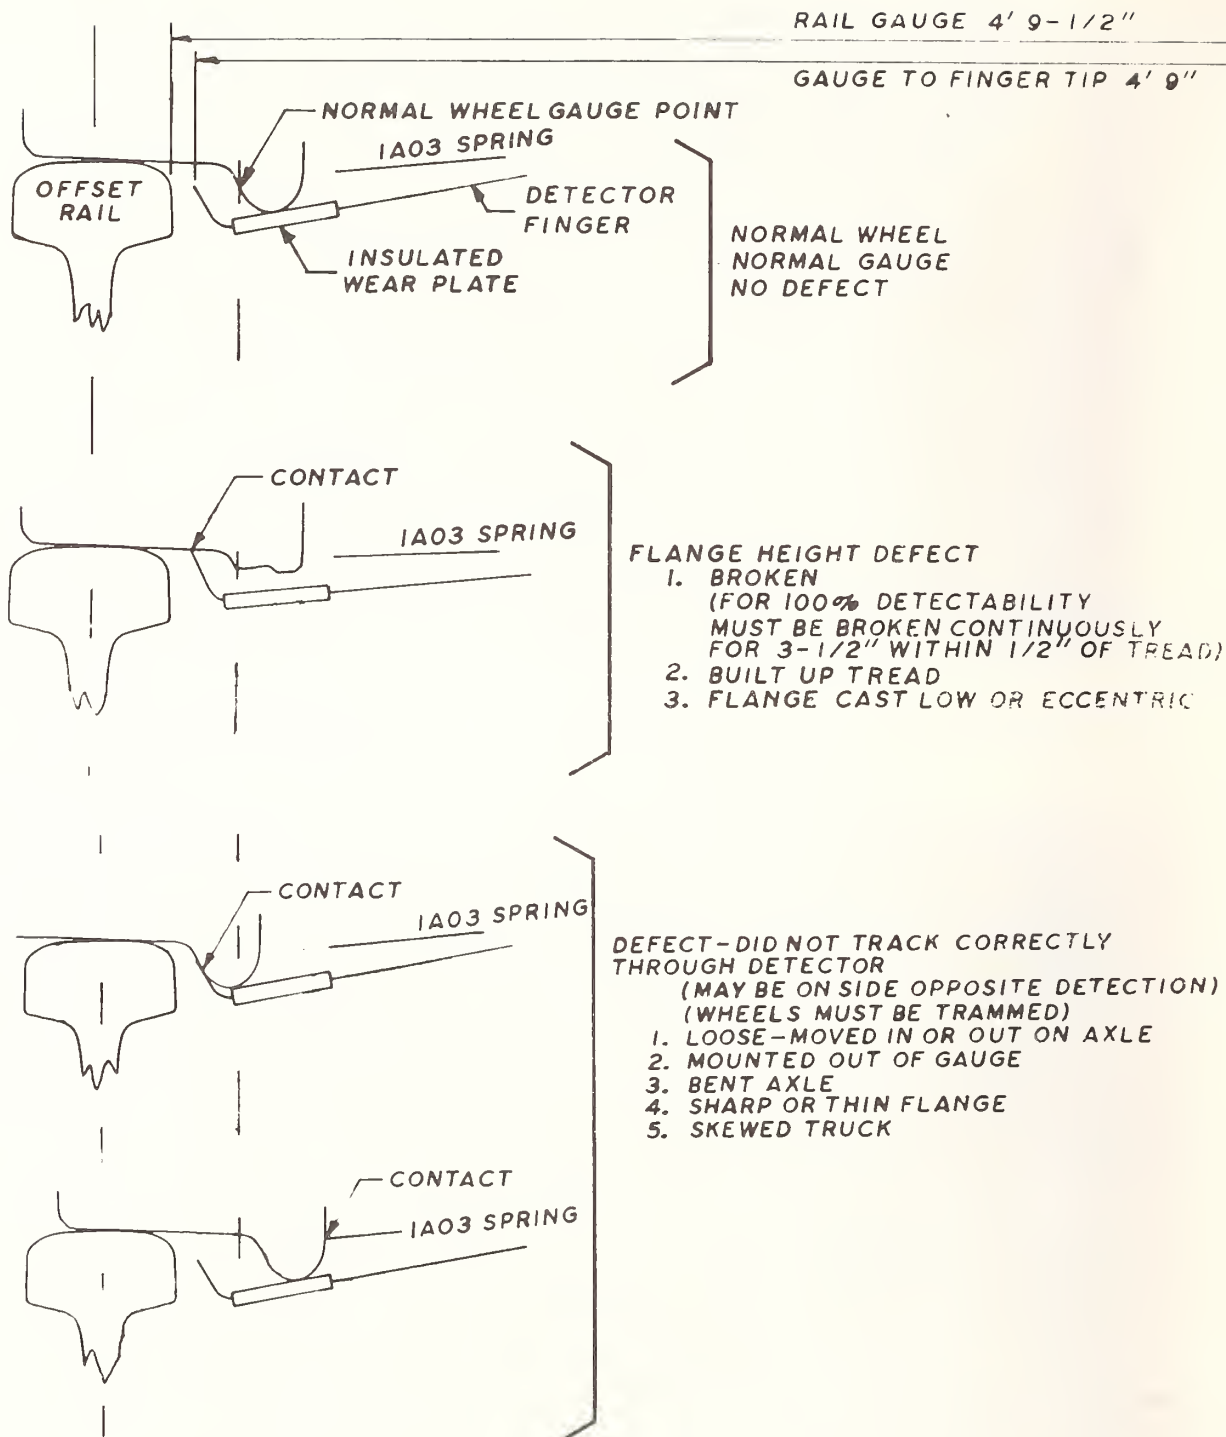 RAIL GAUGE 4' 9-1/2"
GAUGE TO FINGER TIP 4' 9"
NORMAL WHEEL GAUGE POINT
1A03 SPRING
OFFSET
RAIL
DETECTOR
FINGER
INSULATED
WEAR PLATE
NORMAL WHEEL
NORMAL GAUGE
NO DEFECT
CONTACT
1A03 SPRING
FLANGE HEIGHT DEFECT
1. BROKEN
(FOR 100% DETECTABILITY
MUST BE BROKEN CONTINUOUSLY
FOR 3-1/2" WITHIN 1/2" OF TREAD)
2. BUILT UP TREAD
3. FLANGE CAST LOW OR ECCENTRIC
CONTACT
1A03 SPRING
DEFECT-DID NOT TRACK CORRECTLY
THROUGH DETECTOR
(MAY BE ON SIDE OPPOSITE DETECTION)
(WHEELS MUST BE TRAMMED)
1. LOOSE-MOVED IN OR OUT ON AXLE
2. MOUNTED OUT OF GAUGE
3. BENT AXLE
4. SHARP OR THIN FLANGE
5. SKEWED TRUCK
CONTACT
1A03 SPRING